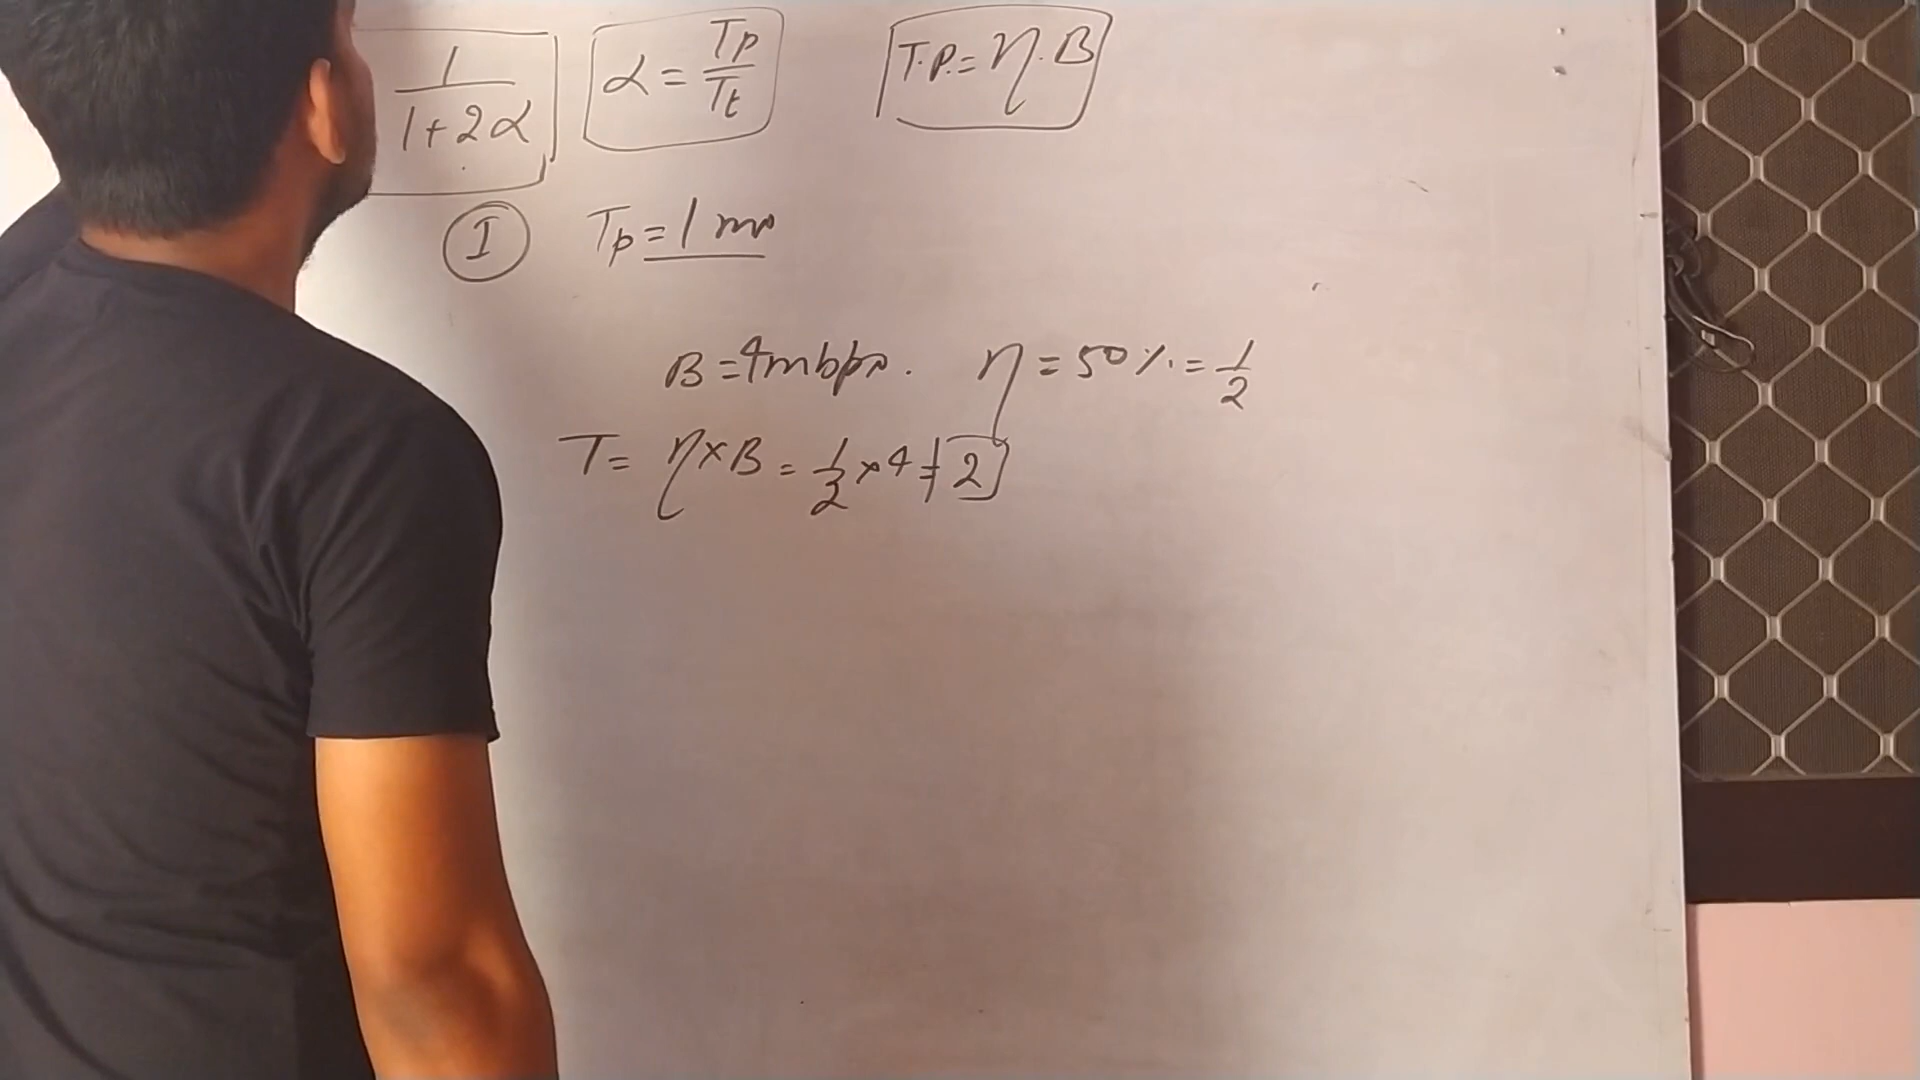 1/(1+2α) α = Tp/Tt T.P. = η.B
I Tp = 1 ms
B = 4mbps. η = 50 % = 1/2
T = η×B = 1/2 × 4 = 2